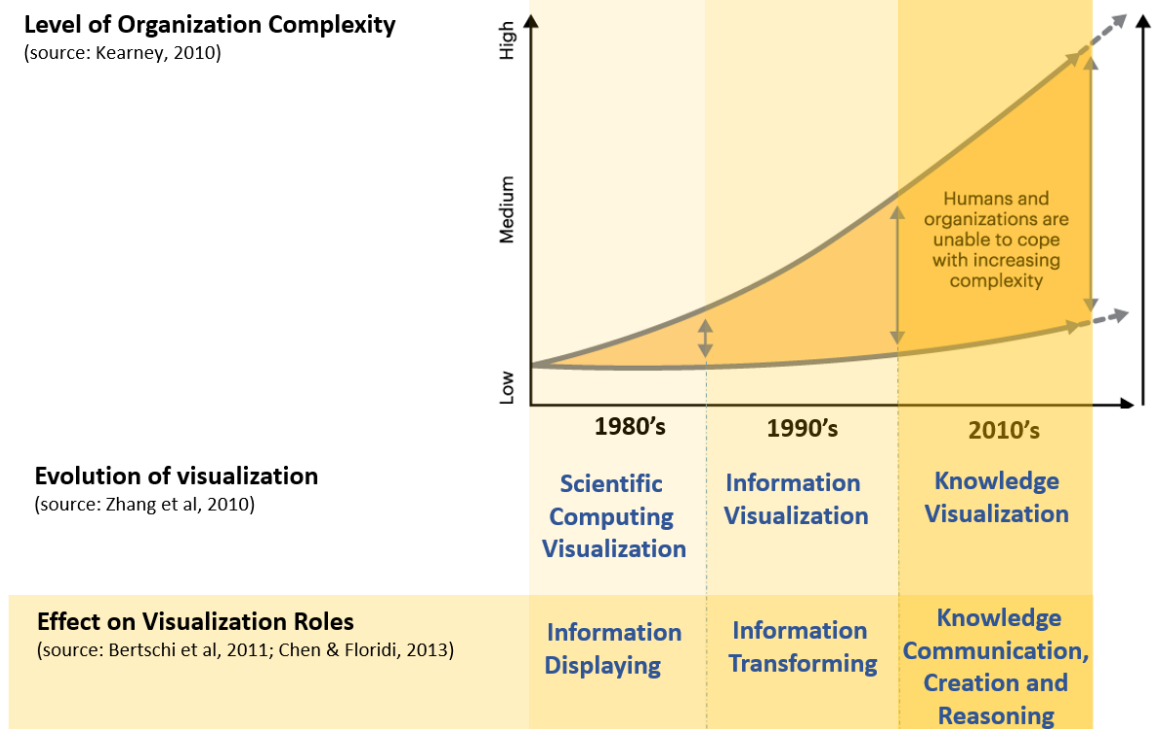 Level of Organization Complexity
(source: Kearney, 2010)
High
Medium
Low
Humans and
organizations are
unable to cope
with increasing
complexity
1980's
1990's
2010's
Evolution of visualization
(source: Zhang et al, 2010)
Scientific
Computing
Visualization
Information
Visualization
Knowledge
Visualization
Effect on Visualization Roles
(source: Bertschi et al, 2011; Chen & Floridi, 2013)
Information
Displaying
Information
Transforming
Knowledge
Communication,
Creation and
Reasoning